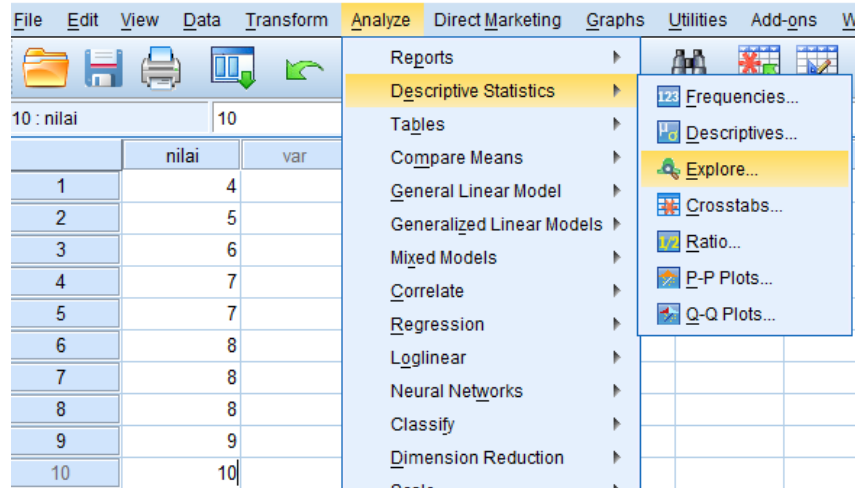 File Edit View Data Transform Analyze Direct Marketing Graphs Utilities Add-ons W
10 : nilai 10
nilai var
1 4
2 5
3 6
4 7
5 7
6 8
7 8
8 8
9 9
10 10
Reports
Descriptive Statistics
Tables
Compare Means
General Linear Model
Generalized Linear Models
Mixed Models
Correlate
Regression
Loglinear
Neural Networks
Classify
Dimension Reduction
123 Frequencies...
Descriptives...
Explore...
Crosstabs...
1/2 Ratio...
P-P Plots...
Q-Q Plots...